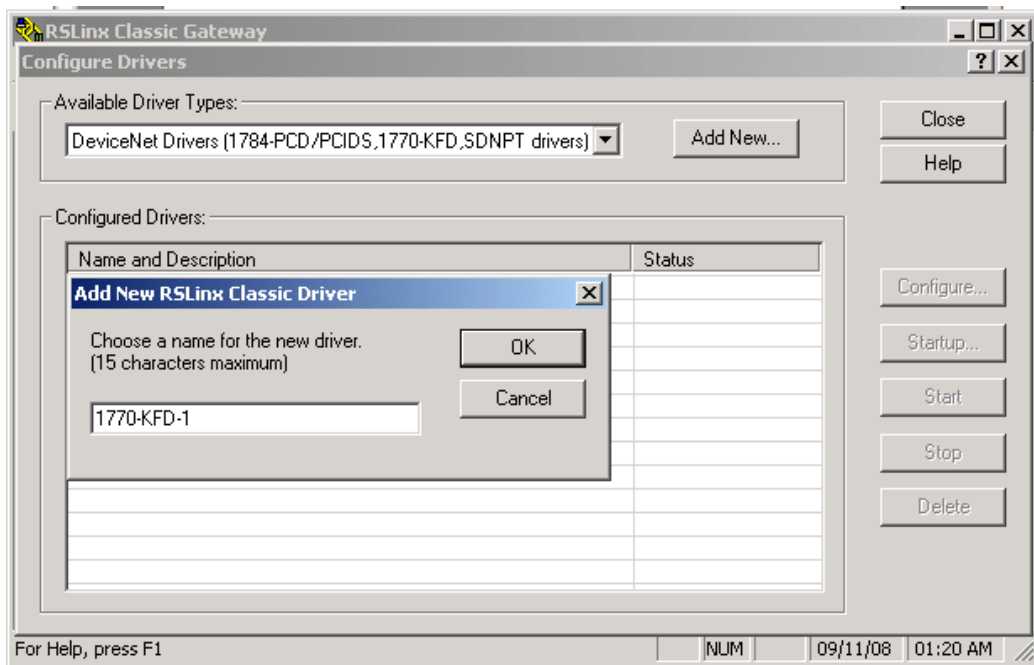 RSLinx Classic Gateway
Configure Drivers
Available Driver Types:
DeviceNet Drivers (1784-PCD/PCIDS,1770-KFD,SDNPT drivers)
Add New...
Close
Help
Configured Drivers:
Name and Description Status
Add New RSLinx Classic Driver
Choose a name for the new driver.
(15 characters maximum)
OK
Cancel
1770-KFD-1
Configure...
Startup...
Start
Stop
Delete
For Help, press F1 NUM 09/11/08 01:20 AM